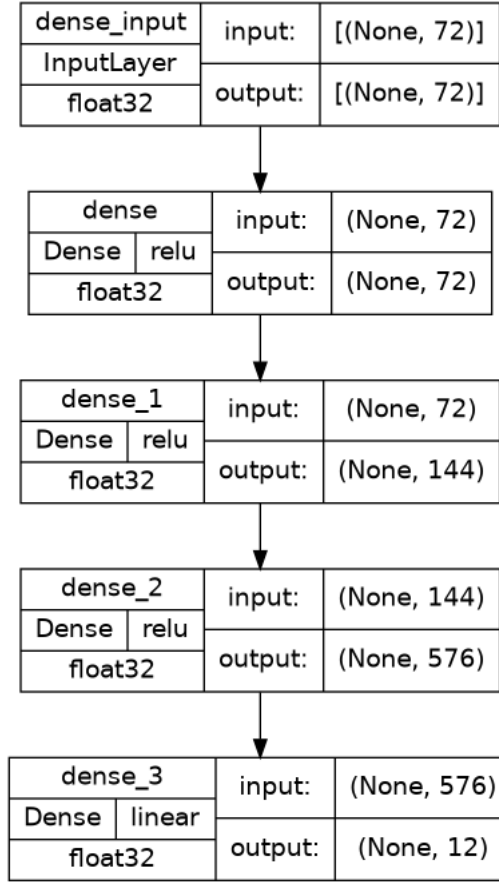 dense_input input: [(None, 72)]
InputLayer
float32 output: [(None, 72)]
dense input: (None, 72)
Dense relu
float32 output: (None, 72)
dense_1 input: (None, 72)
Dense relu
float32 output: (None, 144)
dense_2 input: (None, 144)
Dense relu
float32 output: (None, 576)
dense_3 input: (None, 576)
Dense linear
float32 output: (None, 12)